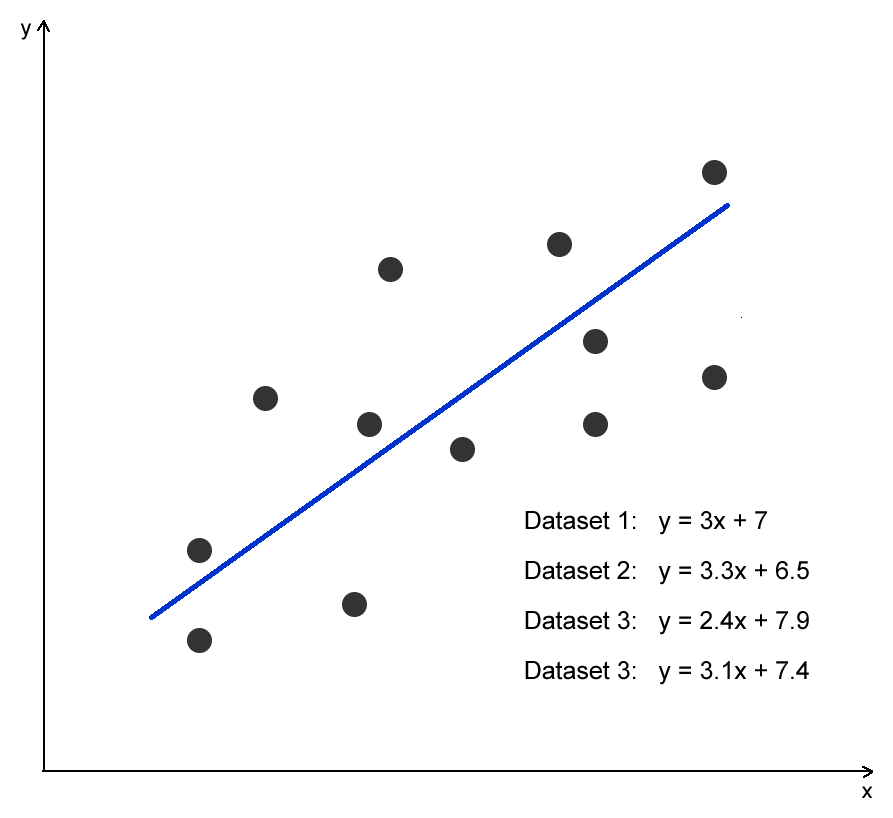 y
Dataset 1: y = 3x + 7
Dataset 2: y = 3.3x + 6.5
Dataset 3: y = 2.4x + 7.9
Dataset 3: y = 3.1x + 7.4
x